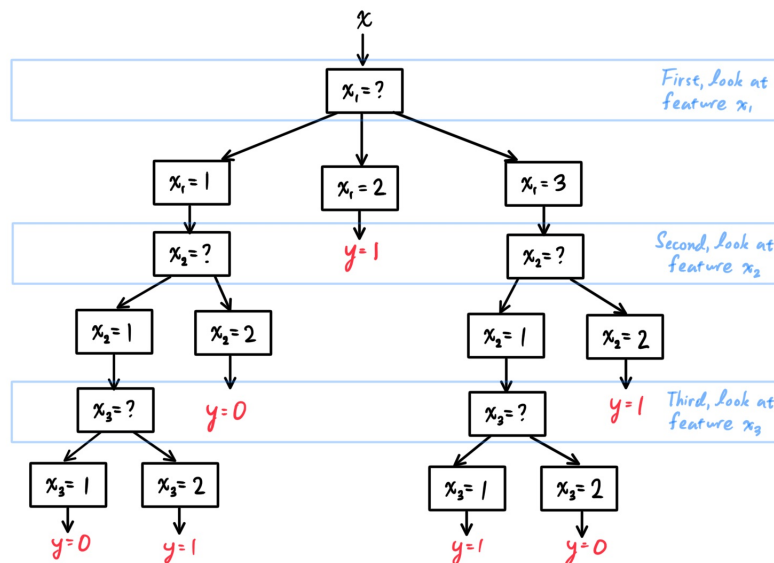 x
x₁=?
First, look at
feature x₁
x₁=1
x₁=2
x₁=3
x₂=?
y=1
x₂=?
Second, look at
feature x₂
x₂=1
x₂=2
x₂=1
x₂=2
x₃=?
y=0
x₃=?
y=1
Third, look at
feature x₃
x₃=1
x₃=2
x₃=1
x₃=2
y=0
y=1
y=1
y=0